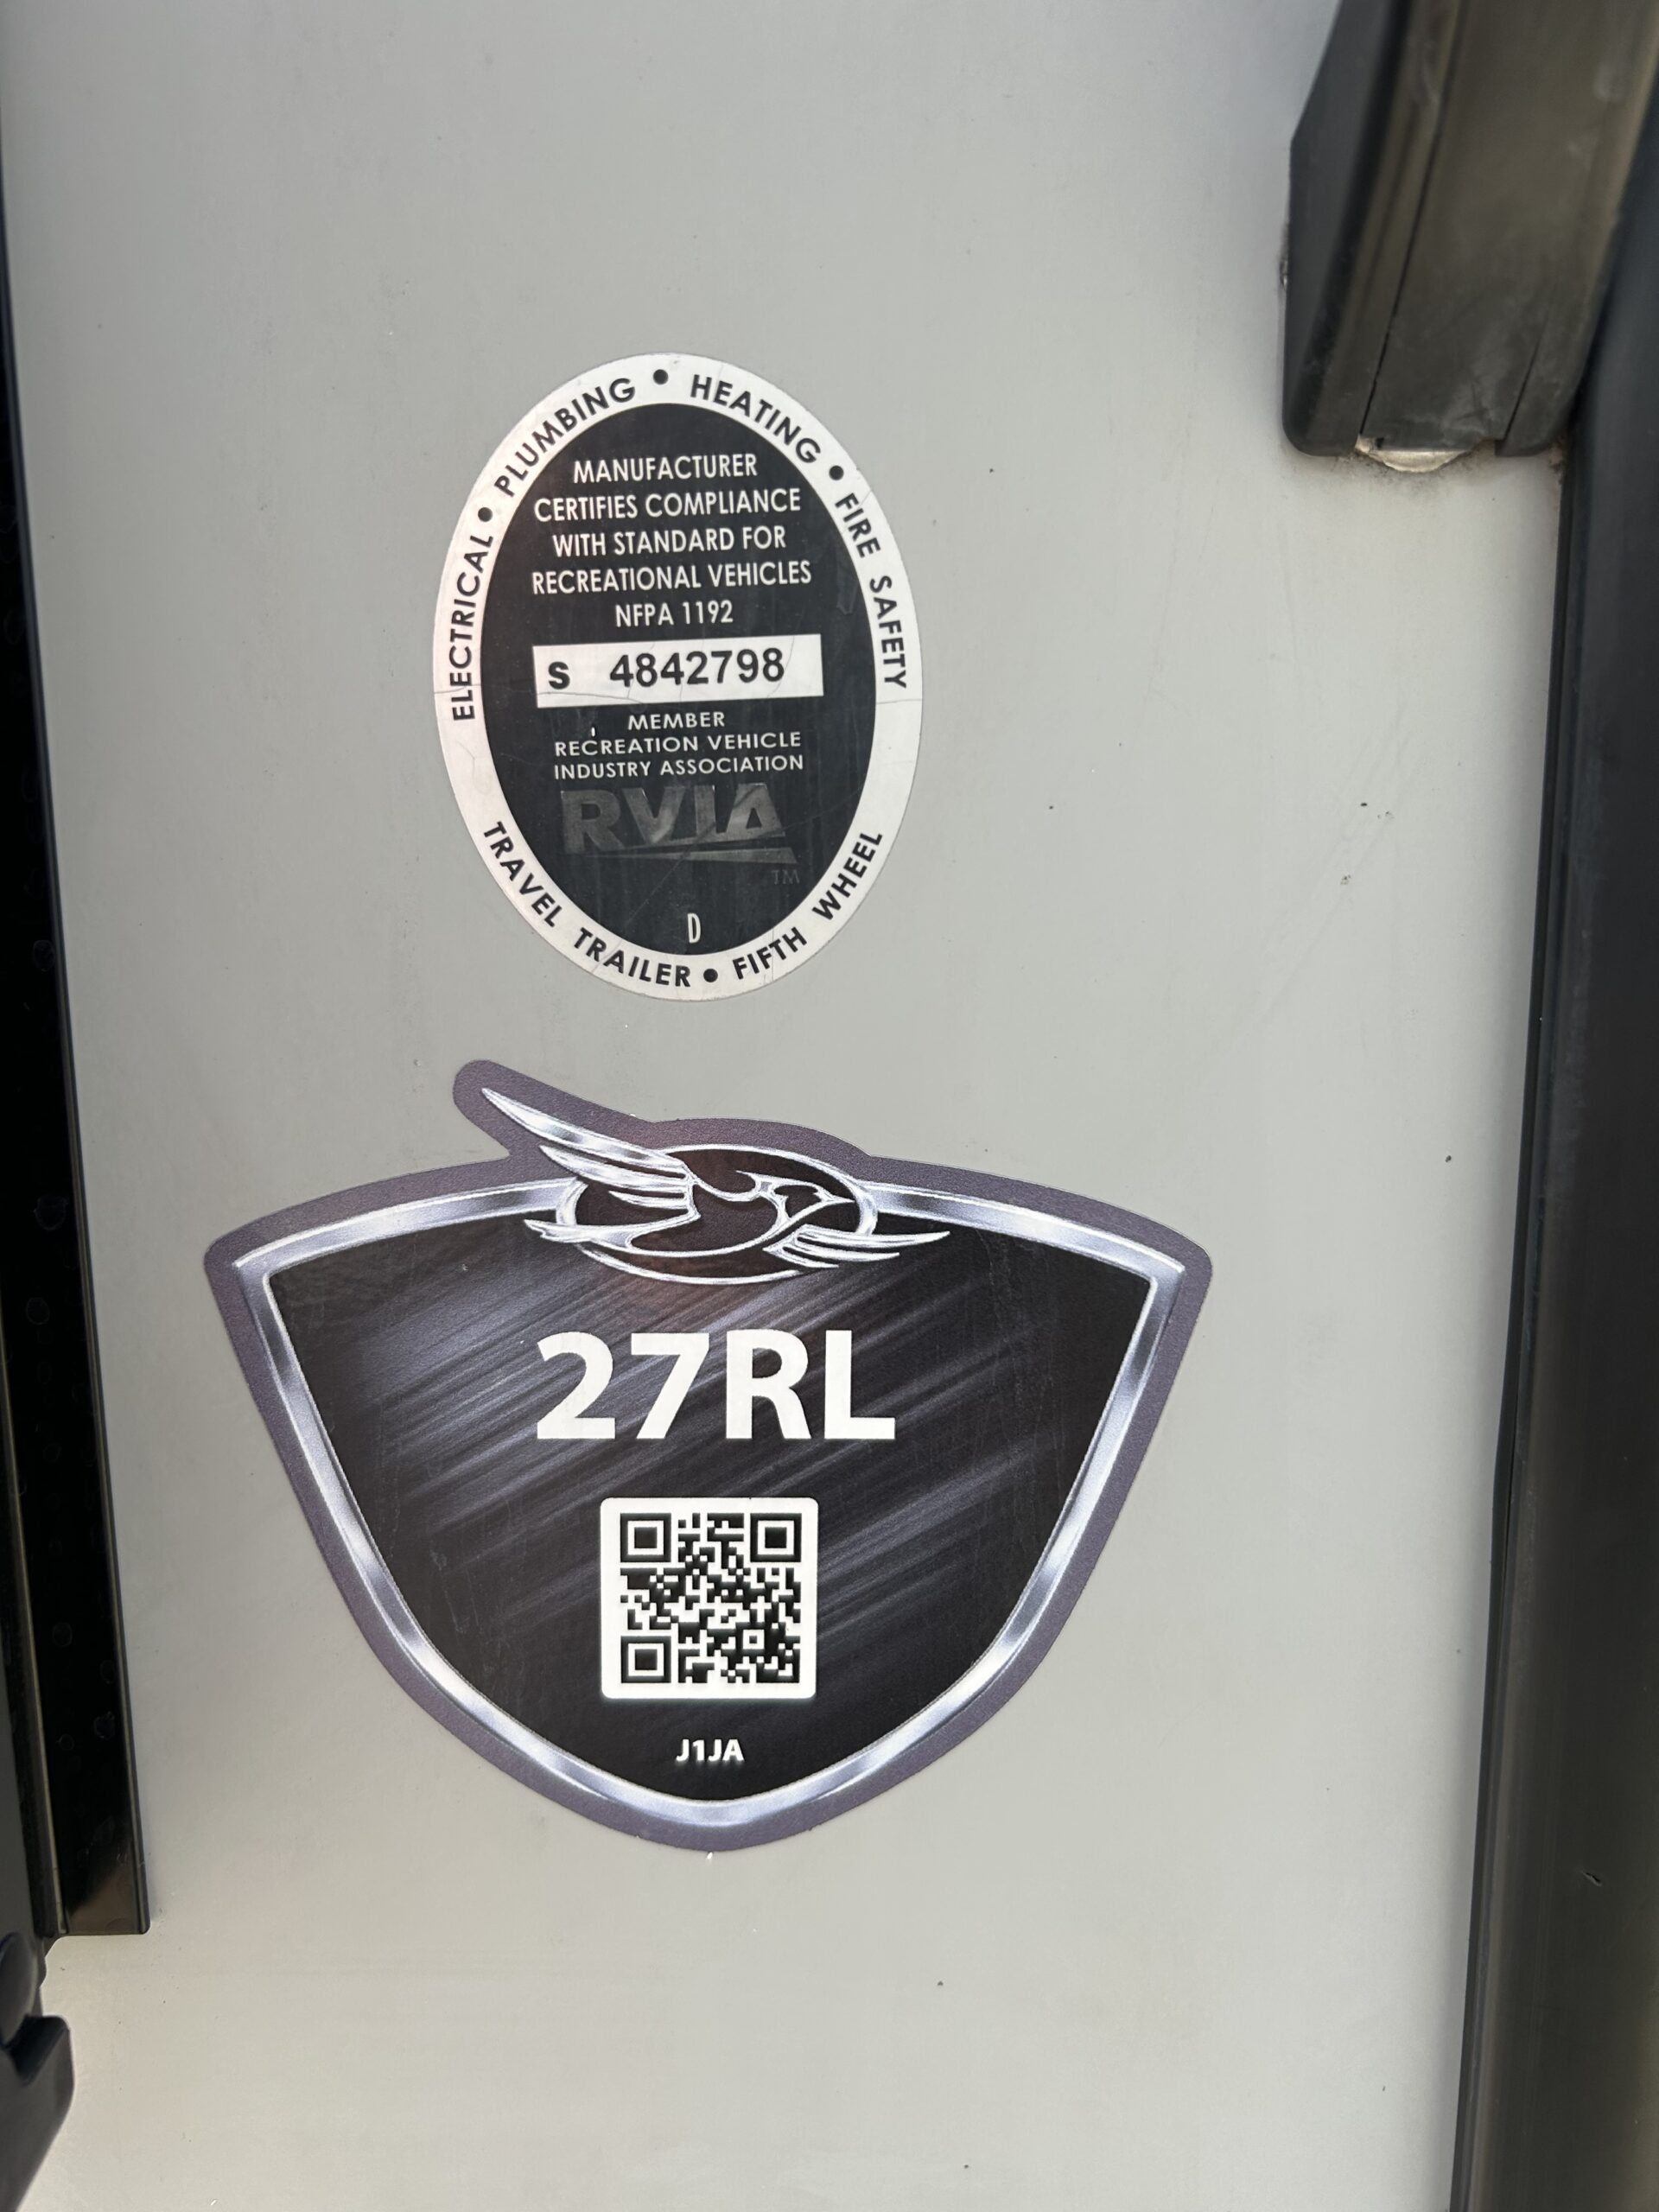 ELECTRICAL • PLUMBING • HEATING • FIRE SAFETY
MANUFACTURER
CERTIFIES COMPLIANCE
WITH STANDARD FOR
RECREATIONAL VEHICLES
NFPA 1192
S 4842798
MEMBER
RECREATION VEHICLE
INDUSTRY ASSOCIATION
RVIA
TM
D
TRAVEL TRAILER • FIFTH WHEEL
27RL
J1JA